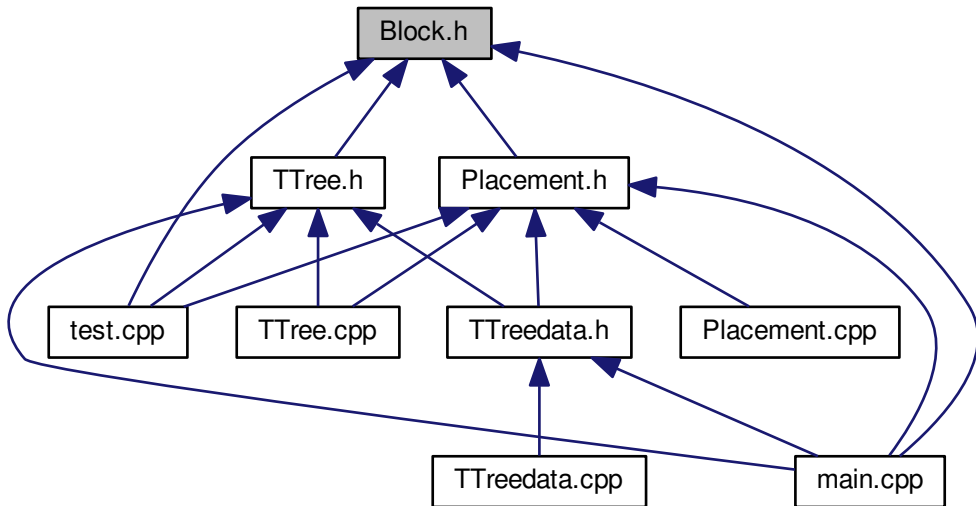 Block.h
TTree.h
Placement.h
test.cpp
TTree.cpp
TTreedata.h
Placement.cpp
TTreedata.cpp
main.cpp